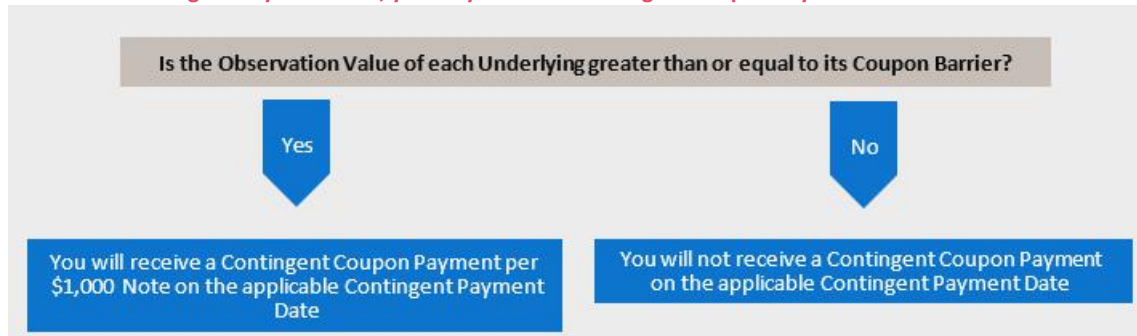 Is the Observation Value of each Underlying greater than or equal to its Coupon Barrier?
Yes
No
You will receive a Contingent Coupon Payment per
$1,000 Note on the applicable Contingent Payment
Date
You will not receive a Contingent Coupon Payment
on the applicable Contingent Payment Date